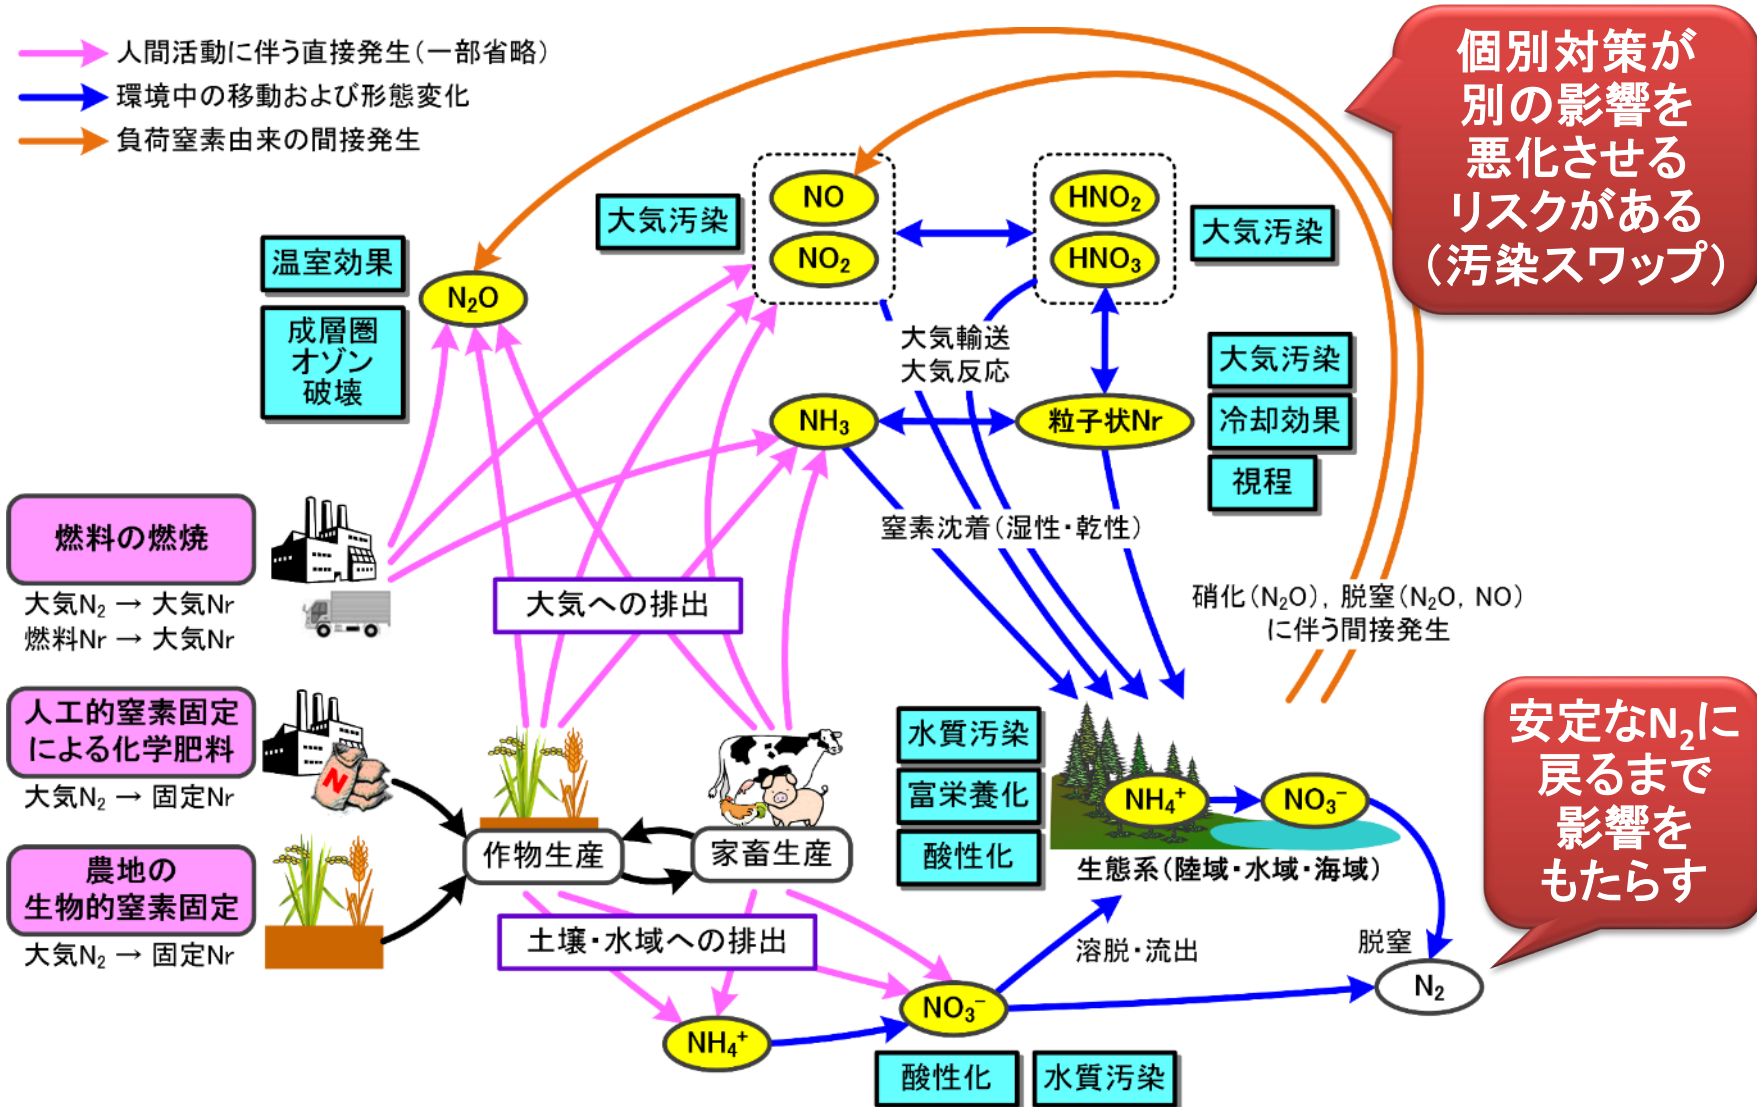 人間活動に伴う直接発生(一部省略)
環境中の移動および形態変化
負荷窒素由来の間接発生
個別対策が
別の影響を
悪化させる
リスクがある
(汚染スワップ)
大気汚染
NO
NO₂
HNO₂
HNO₃
大気汚染
温室効果
N₂O
成層圏
オゾン
破壊
大気輸送
大気反応
大気汚染
冷却効果
視程
NH₃
粒子状Nr
窒素沈着(湿性・乾性)
燃料の燃焼
大気N₂ → 大気Nr
燃料Nr → 大気Nr
大気への排出
硝化(N₂O), 脱窒(N₂O, NO)
に伴う間接発生
人工的窒素固定
による化学肥料
大気N₂ → 固定Nr
N
水質汚染
富栄養化
酸性化
NH₄⁺
NO₃⁻
生態系(陸域・水域・海域)
安定なN₂に
戻るまで
影響を
もたらす
作物生産
家畜生産
農地の
生物的窒素固定
大気N₂ → 固定Nr
土壌・水域への排出
溶脱・流出
脱窒
N₂
NO₃⁻
NH₄⁺
酸性化
水質汚染